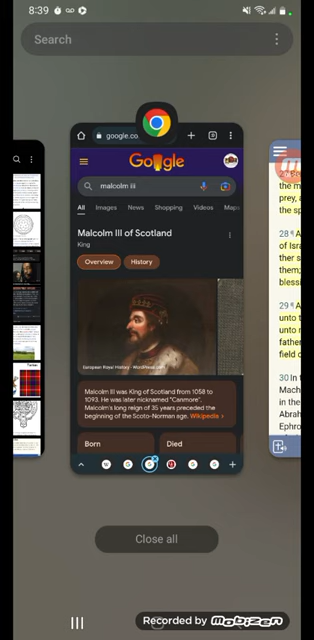 8:39
Search
google.co
Google
malcolm iii
All Images News Shopping Videos Maps
Malcolm III of Scotland
King
Overview History
European Royal History - WordPress.com
Malcolm III was King of Scotland from 1058 to
1093. He was later nicknamed "Canmore".
Malcolm's long reign of 35 years preceded the
beginning of the Scoto-Norman age. Wikipedia ›
Born Died
the m
prey, a
the sp
28 ¶ A
of Isra
ther s
them;
blessi
29 ¶ A
unto t
unto m
father
field o
30 In t
Mach
in the
Abrah
Ephro
Close all
Recorded by Mobizen